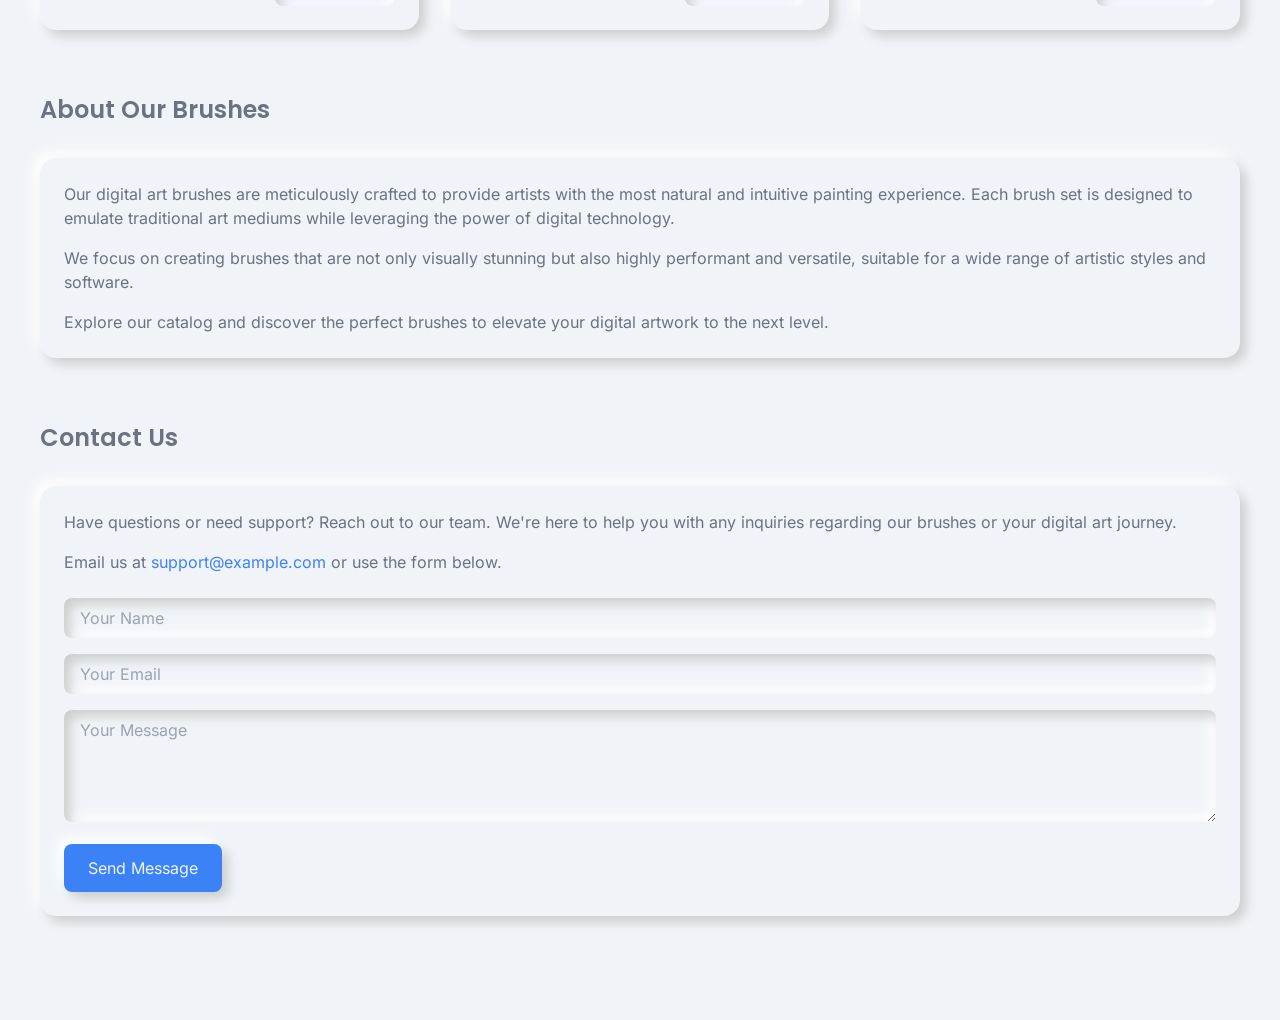 About Our Brushes
Our digital art brushes are meticulously crafted to provide artists with the most natural and intuitive painting experience. Each brush set is designed to
emulate traditional art mediums while leveraging the power of digital technology.
We focus on creating brushes that are not only visually stunning but also highly performant and versatile, suitable for a wide range of artistic styles and
software.
Explore our catalog and discover the perfect brushes to elevate your digital artwork to the next level.
Contact Us
Have questions or need support? Reach out to our team. We're here to help you with any inquiries regarding our brushes or your digital art journey.
Email us at support@example.com or use the form below.
Your Name
Your Email
Your Message
Send Message